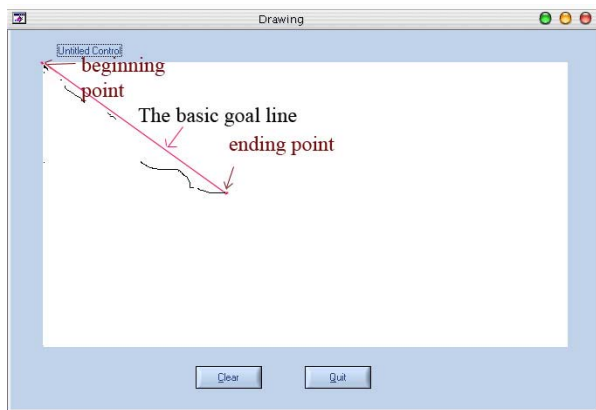 Drawing
Untitled Control
beginning
point
The basic goal line
ending point
Clear
Quit